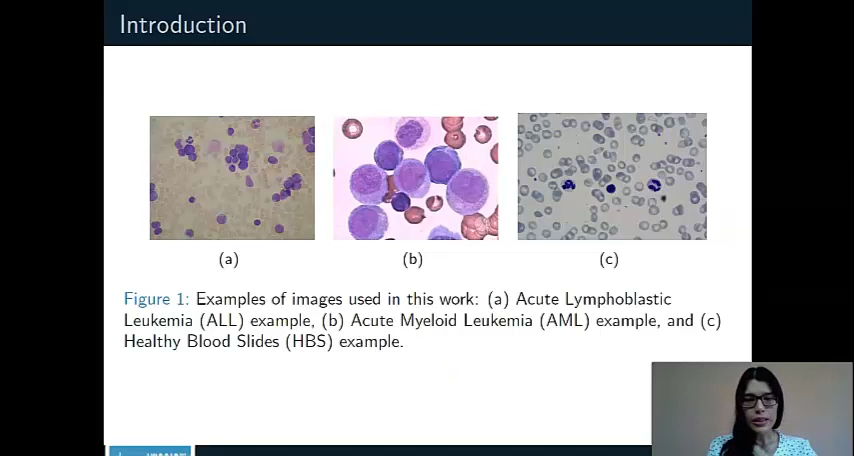 Introduction
(a)
(b)
(c)
Figure 1: Examples of images used in this work: (a) Acute Lymphoblastic
Leukemia (ALL) example, (b) Acute Myeloid Leukemia (AML) example, and (c)
Healthy Blood Slides (HBS) example.